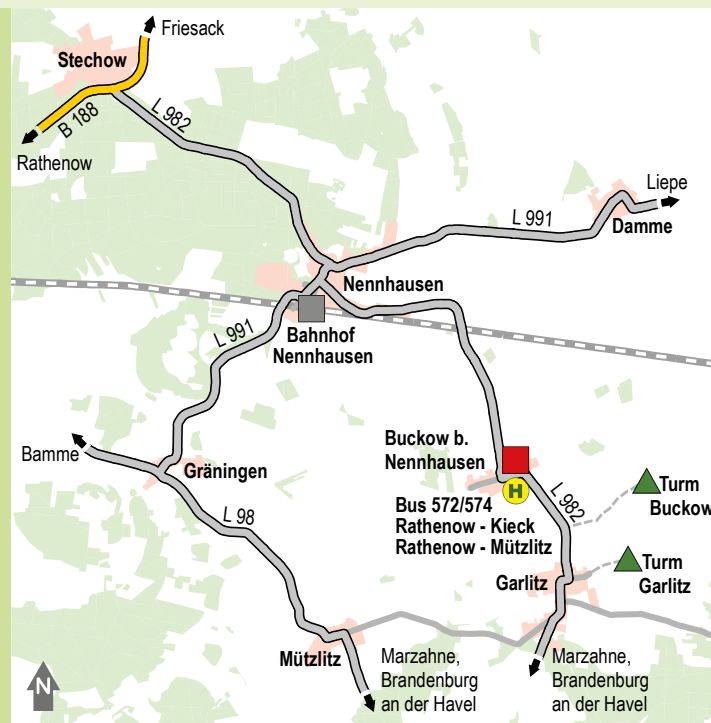 Friesack
Stechow
B 188
L 982
Rathenow
Liepe
L 991
Damme
Nennhausen
L 991
Bahnhof
Nennhausen
Buckow b.
Nennhausen
Bamme
Gräningen
H
Turm
Buckow
Bus 572/574
Rathenow - Kieck
Rathenow - Mützlitz
L 982
L 98
Turm
Garlitz
Garlitz
Mützlitz
Marzahne,
Brandenburg
an der Havel
Marzahne,
Brandenburg
an der Havel
N